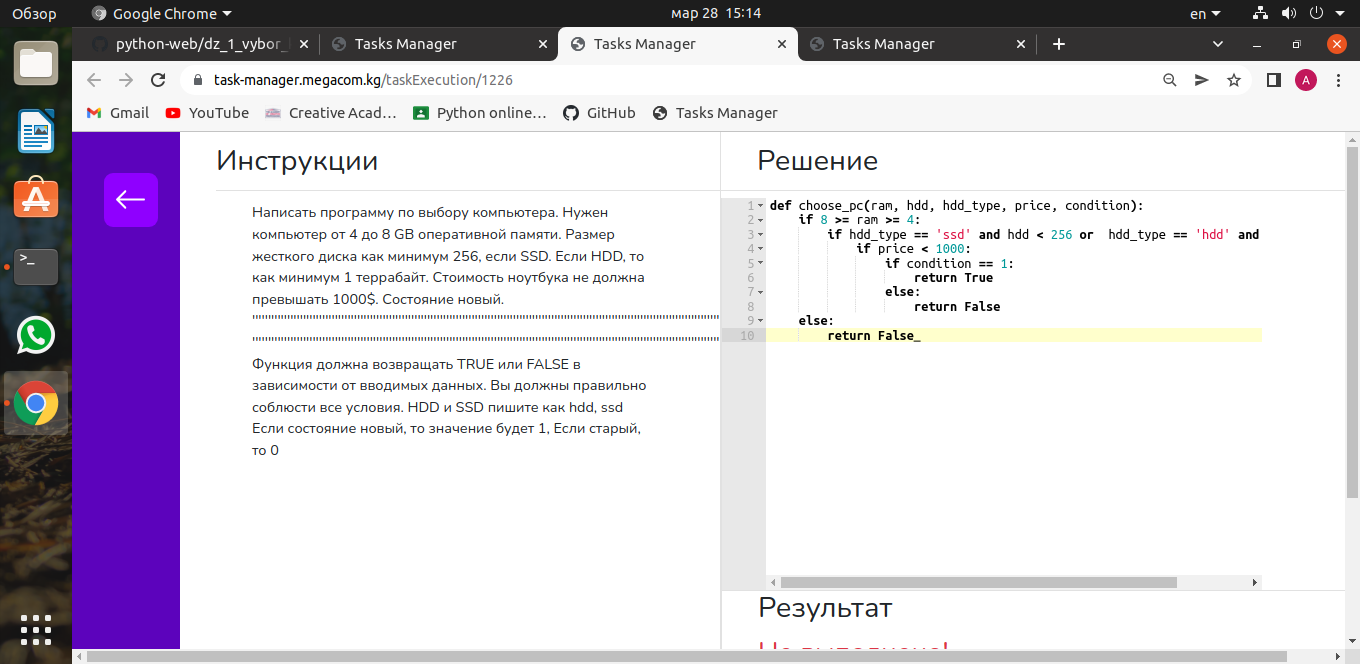 Обзор
Google Chrome
мар 28 15:14
en
python-web/dz_1_vybor_
Tasks Manager
Tasks Manager
Tasks Manager
task-manager.megacom.kg/taskExecution/1226
A
Gmail
YouTube
Creative Acad…
Python online…
GitHub
Tasks Manager
Инструкции
Написать программу по выбору компьютера. Нужен
компьютер от 4 до 8 GB оперативной памяти. Размер
жесткого диска как минимум 256, если SSD. Если HDD, то
как минимум 1 террабайт. Стоимость ноутбука не должна
превышать 1000$. Состояние новый.
Функция должна возвращать TRUE или FALSE в
зависимости от вводимых данных. Вы должны правильно
соблюсти все условия. HDD и SSD пишите как hdd, ssd
Если состояние новый, то значение будет 1, Если старый,
то 0
Решение
1 def choose_pc(ram, hdd, hdd_type, price, condition):
2 if 8 >= ram >= 4:
3 if hdd_type == 'ssd' and hdd < 256 or hdd_type == 'hdd' and
4 if price < 1000:
5 if condition == 1:
6 return True
7 else:
8 return False
9 else:
10 return False_
Результат